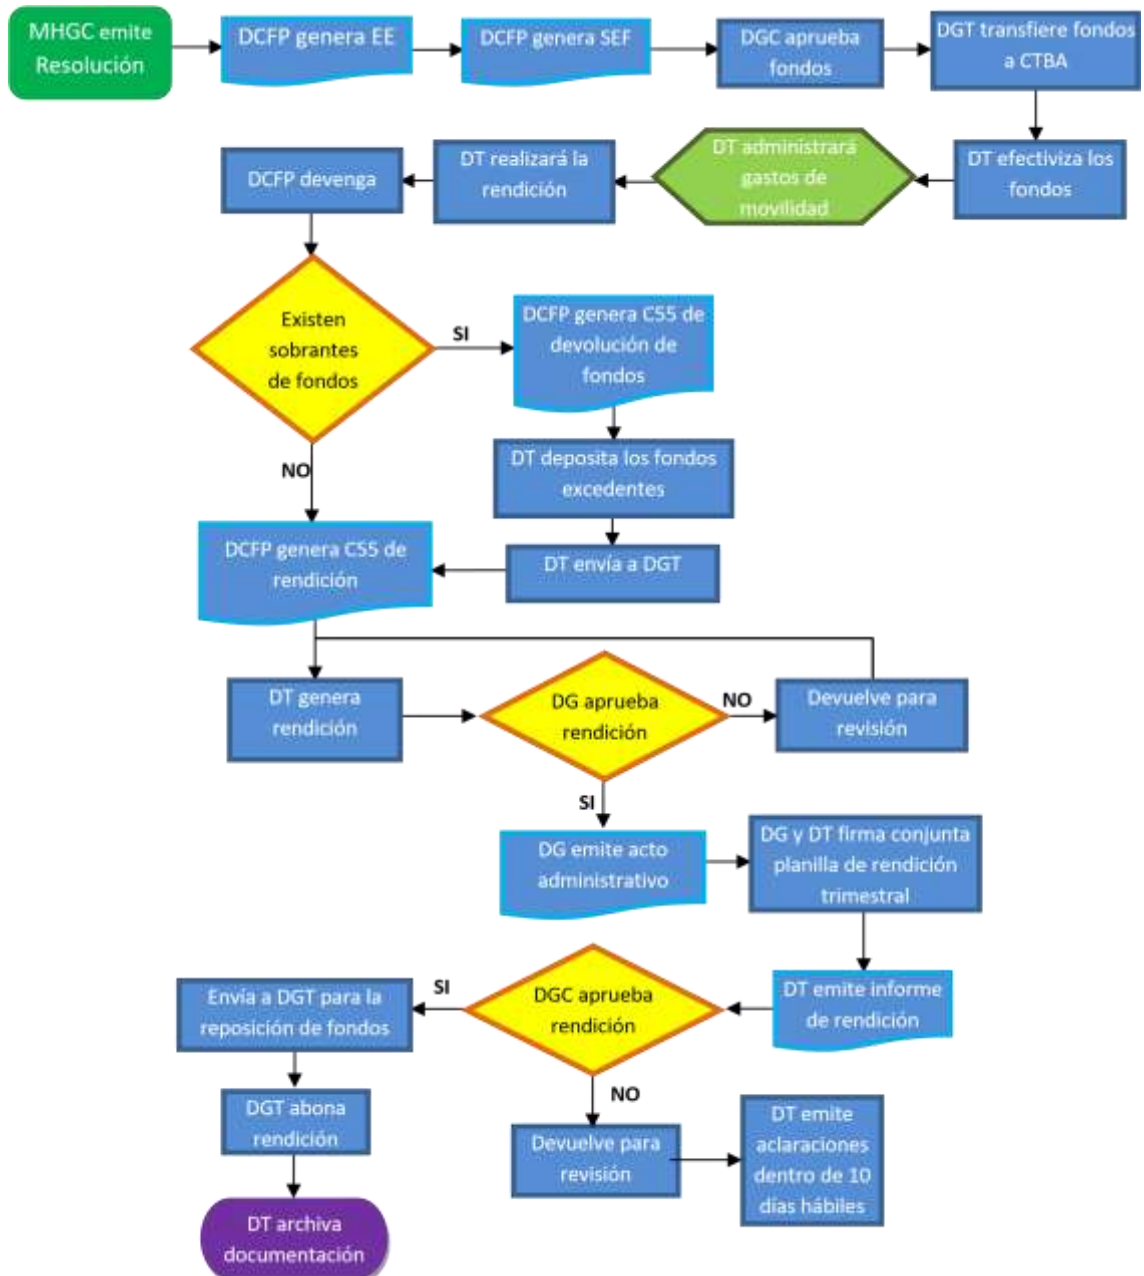 MHGC emite
Resolución
DCFP genera EE
DCFP genera SEF
DGC aprueba
fondos
DGT transfiere fondos
a CTBA
DT efectiviza los
fondos
DT administrará
gastos de
movilidad
DT realizará la
rendición
DCFP devenga
Existen
sobrantes
de fondos
SI
DCFP genera C55 de
devolución de
fondos
DT deposita los fondos
excedentes
DT envía a DGT
NO
DCFP genera C55 de
rendición
DT genera
rendición
DG aprueba
rendición
NO
Devuelve para
revisión
SI
DG emite acto
administrativo
DG y DT firma conjunta
planilla de rendición
trimestral
DT emite informe
de rendición
DGC aprueba
rendición
SI
Envía a DGT para la
reposición de fondos
DGT abona
rendición
DT archiva
documentación
NO
Devuelve para
revisión
DT emite
aclaraciones
dentro de 10
días hábiles